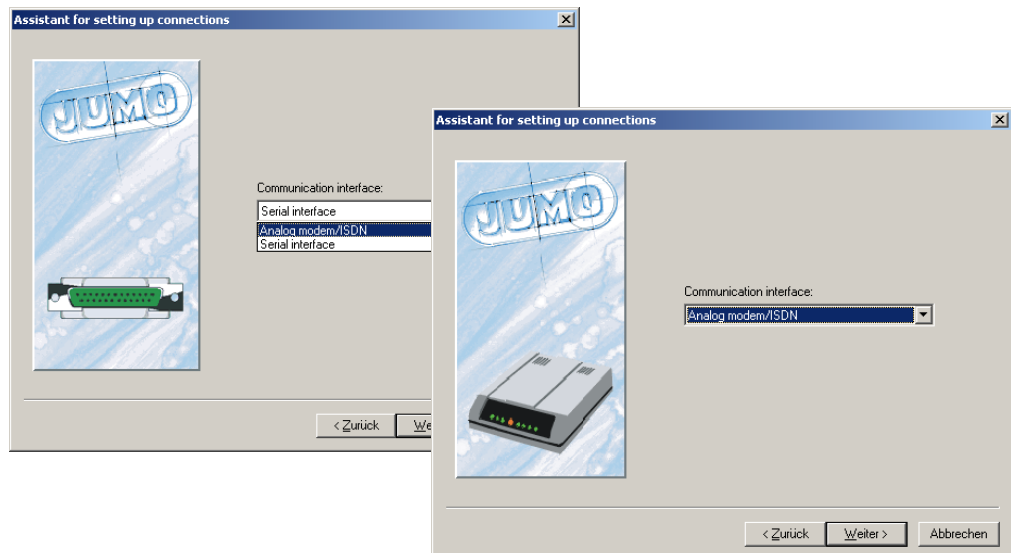 Assistant for setting up connections
JUMO
Communication interface:
Serial interface
Analog modem/ISDN
Serial interface
< Zurück
Assistant for setting up connections
JUMO
Communication interface:
Analog modem/ISDN
< Zurück Weiter > Abbrechen